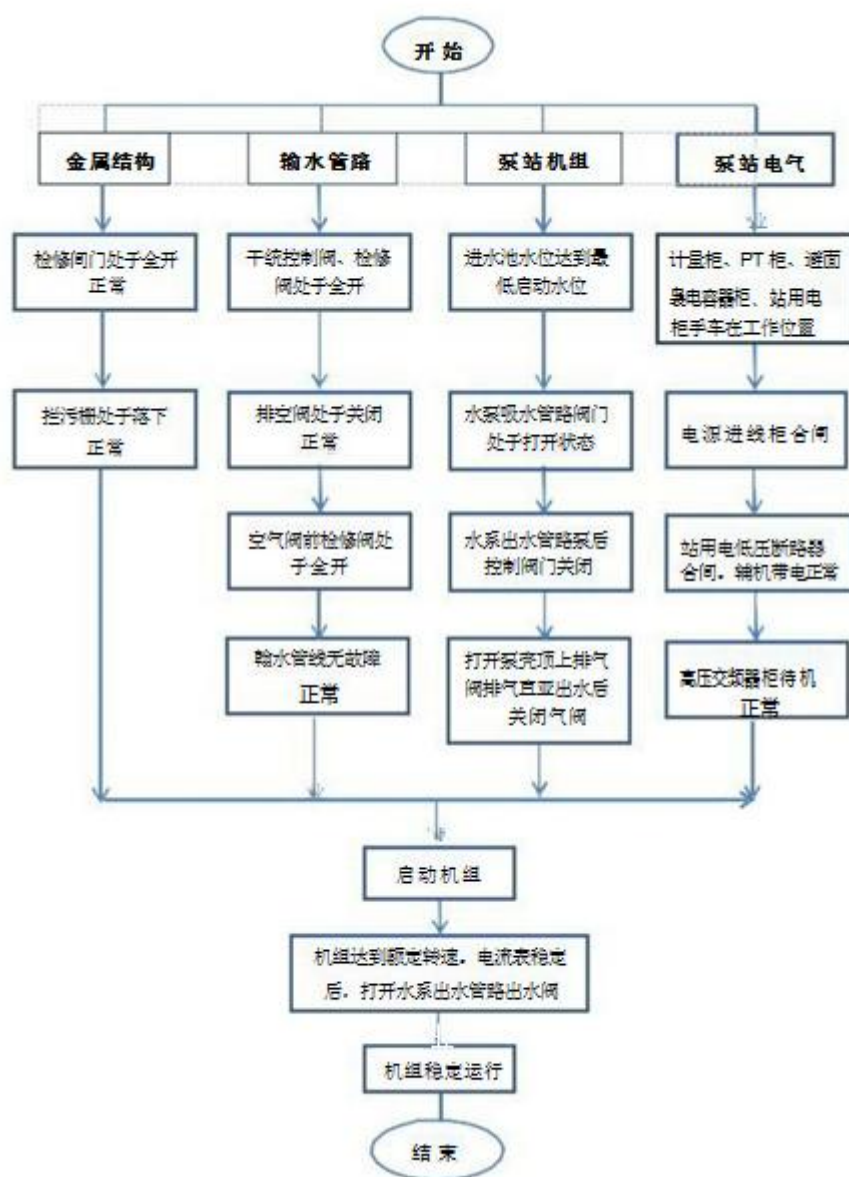 开始
金属结构
输水管路
泵站机组
泵站电气
检修间门处于全开
正常
干统控制阀、检修
阀处于全开
进水池水位达到最
低启动水位
计量柜、PT柜、避面
袅电容器柜、站用电
柜手车在工作位置
拦污栅处于落下
正常
排空阀处于关闭
正常
水泵吸水管路阀门
处于打开状态
电源进线柜合闸
空气阀前检修阀处
于全开
水系出水管路泵后
控制阀门关闭
站用电低压断路器
合闸。辅机带电正常
输水管线无故障
正常
打开泵壳顶上排气
阀排气直亚出水后
关闭气阀
高压交频器柜待机
正常
启动机组
机组达到额定转速。电流表稳定
后。打开水系出水管路出水阀
机组稳定运行
结束